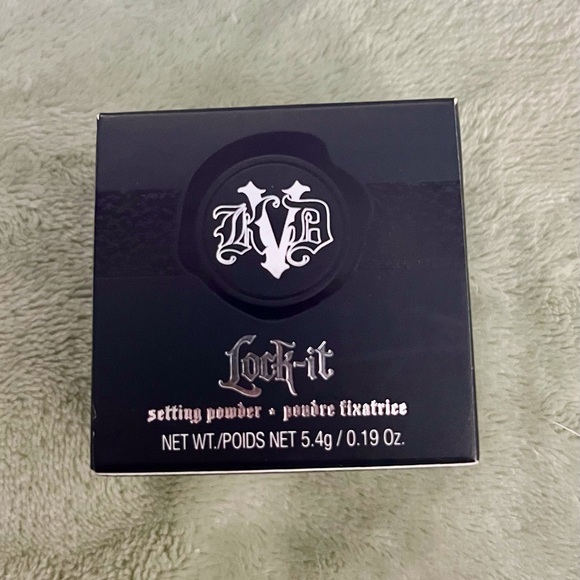 KVD
Lock-it
setting powder • poudre fixatrice
NET WT./POIDS NET 5.4g / 0.19 Oz.